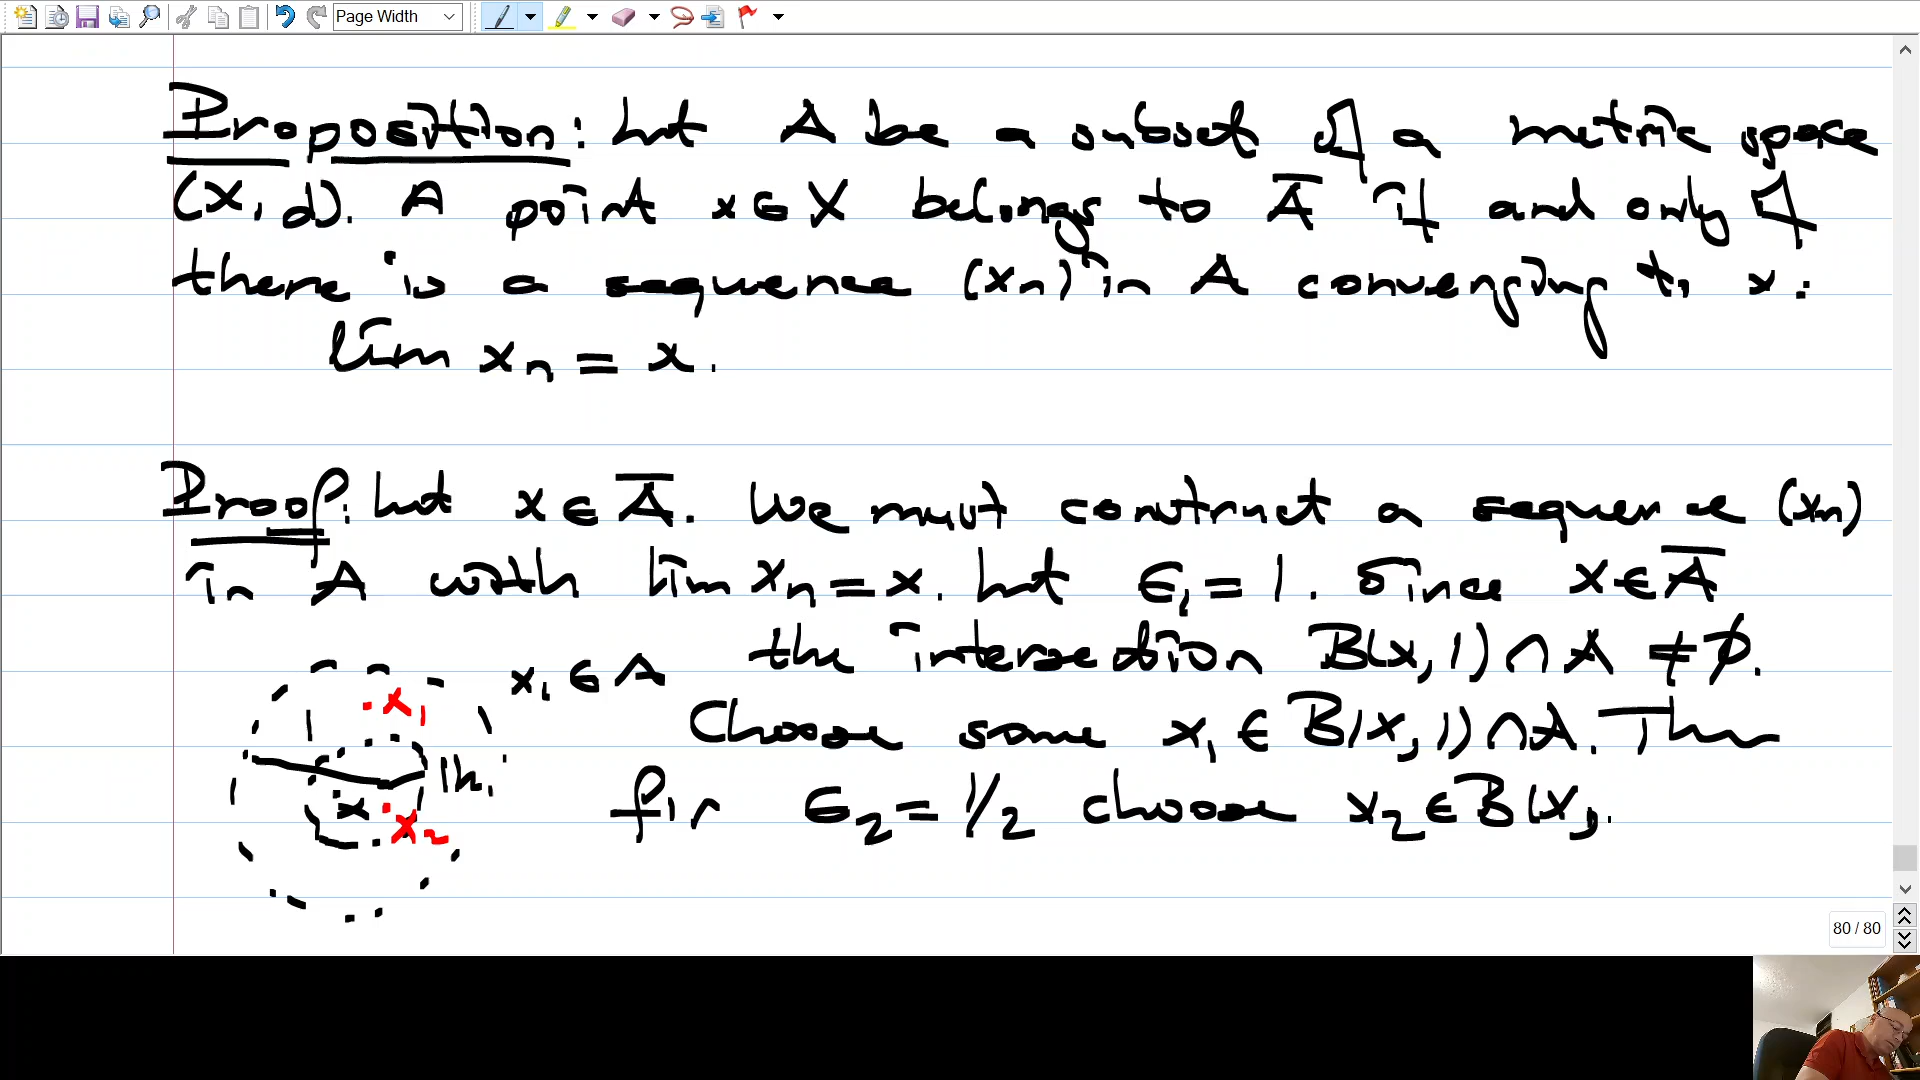 Page Width
Proposition: Let A be a subset of a metric space
(X, d). A point x ∈ X belongs to A̅ if and only if
there is a sequence (xₙ) in A converging to x:
lim xₙ = x.
Proof: Let x ∈ A̅. We must construct a sequence (xₙ)
in A with lim xₙ = x. Let ε₁ = 1. Since x ∈ A̅
x₁ ∈ A the intersection B(x, 1) ∩ A ≠ ∅.
Choose some x₁ ∈ B(x, 1) ∩ A. Then
for ε₂ = 1/2 choose x₂ ∈ B(x,
x₁
1
x
x₂
80 / 80